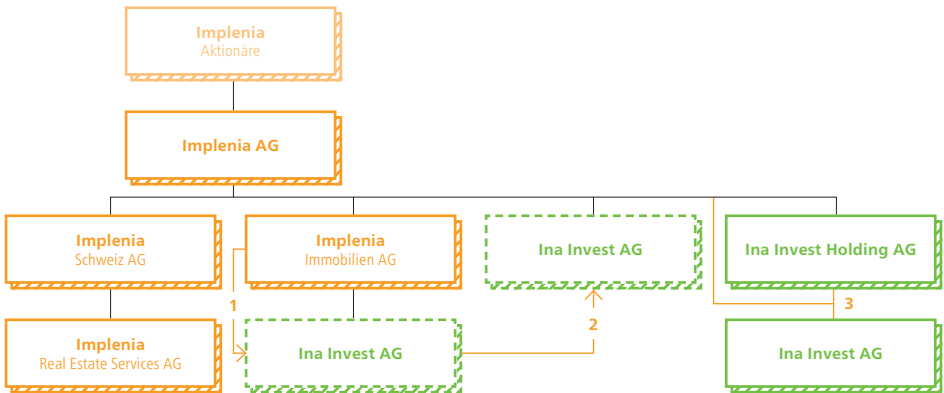 Implenia
Aktionäre
Implenia AG
Implenia
Schweiz AG
Implenia
Immobilien AG
Ina Invest AG
Ina Invest Holding AG
1
2
3
Implenia
Real Estate Services AG
Ina Invest AG
Ina Invest AG